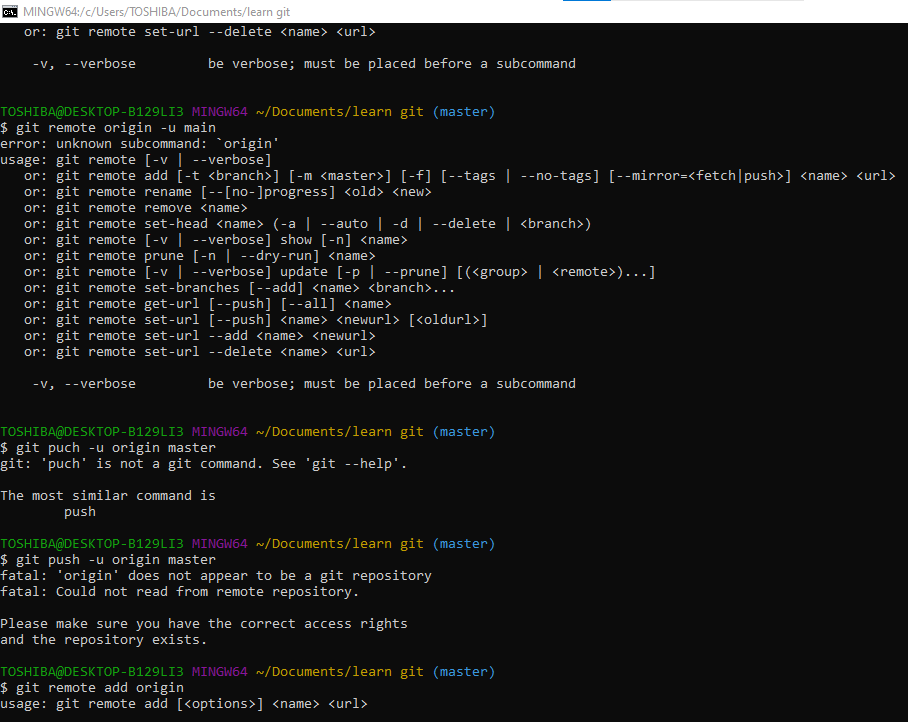 MINGW64:/c/Users/TOSHIBA/Documents/learn git
or: git remote set-url --delete <name> <url>
-v, --verbose be verbose; must be placed before a subcommand
TOSHIBA@DESKTOP-B129LI3 MINGW64 ~/Documents/learn git (master)
$ git remote origin -u main
error: unknown subcommand: `origin'
usage: git remote [-v | --verbose]
or: git remote add [-t <branch>] [-m <master>] [-f] [--tags | --no-tags] [--mirror=<fetch|push>] <name> <url>
or: git remote rename [--[no-]progress] <old> <new>
or: git remote remove <name>
or: git remote set-head <name> (-a | --auto | -d | --delete | <branch>)
or: git remote [-v | --verbose] show [-n] <name>
or: git remote prune [-n | --dry-run] <name>
or: git remote [-v | --verbose] update [-p | --prune] [(<group> | <remote>)...]
or: git remote set-branches [--add] <name> <branch>...
or: git remote get-url [--push] [--all] <name>
or: git remote set-url [--push] <name> <newurl> [<oldurl>]
or: git remote set-url --add <name> <newurl>
or: git remote set-url --delete <name> <url>
-v, --verbose be verbose; must be placed before a subcommand
TOSHIBA@DESKTOP-B129LI3 MINGW64 ~/Documents/learn git (master)
$ git puch -u origin master
git: 'puch' is not a git command. See 'git --help'.
The most similar command is
push
TOSHIBA@DESKTOP-B129LI3 MINGW64 ~/Documents/learn git (master)
$ git push -u origin master
fatal: 'origin' does not appear to be a git repository
fatal: Could not read from remote repository.
Please make sure you have the correct access rights
and the repository exists.
TOSHIBA@DESKTOP-B129LI3 MINGW64 ~/Documents/learn git (master)
$ git remote add origin
usage: git remote add [<options>] <name> <url>